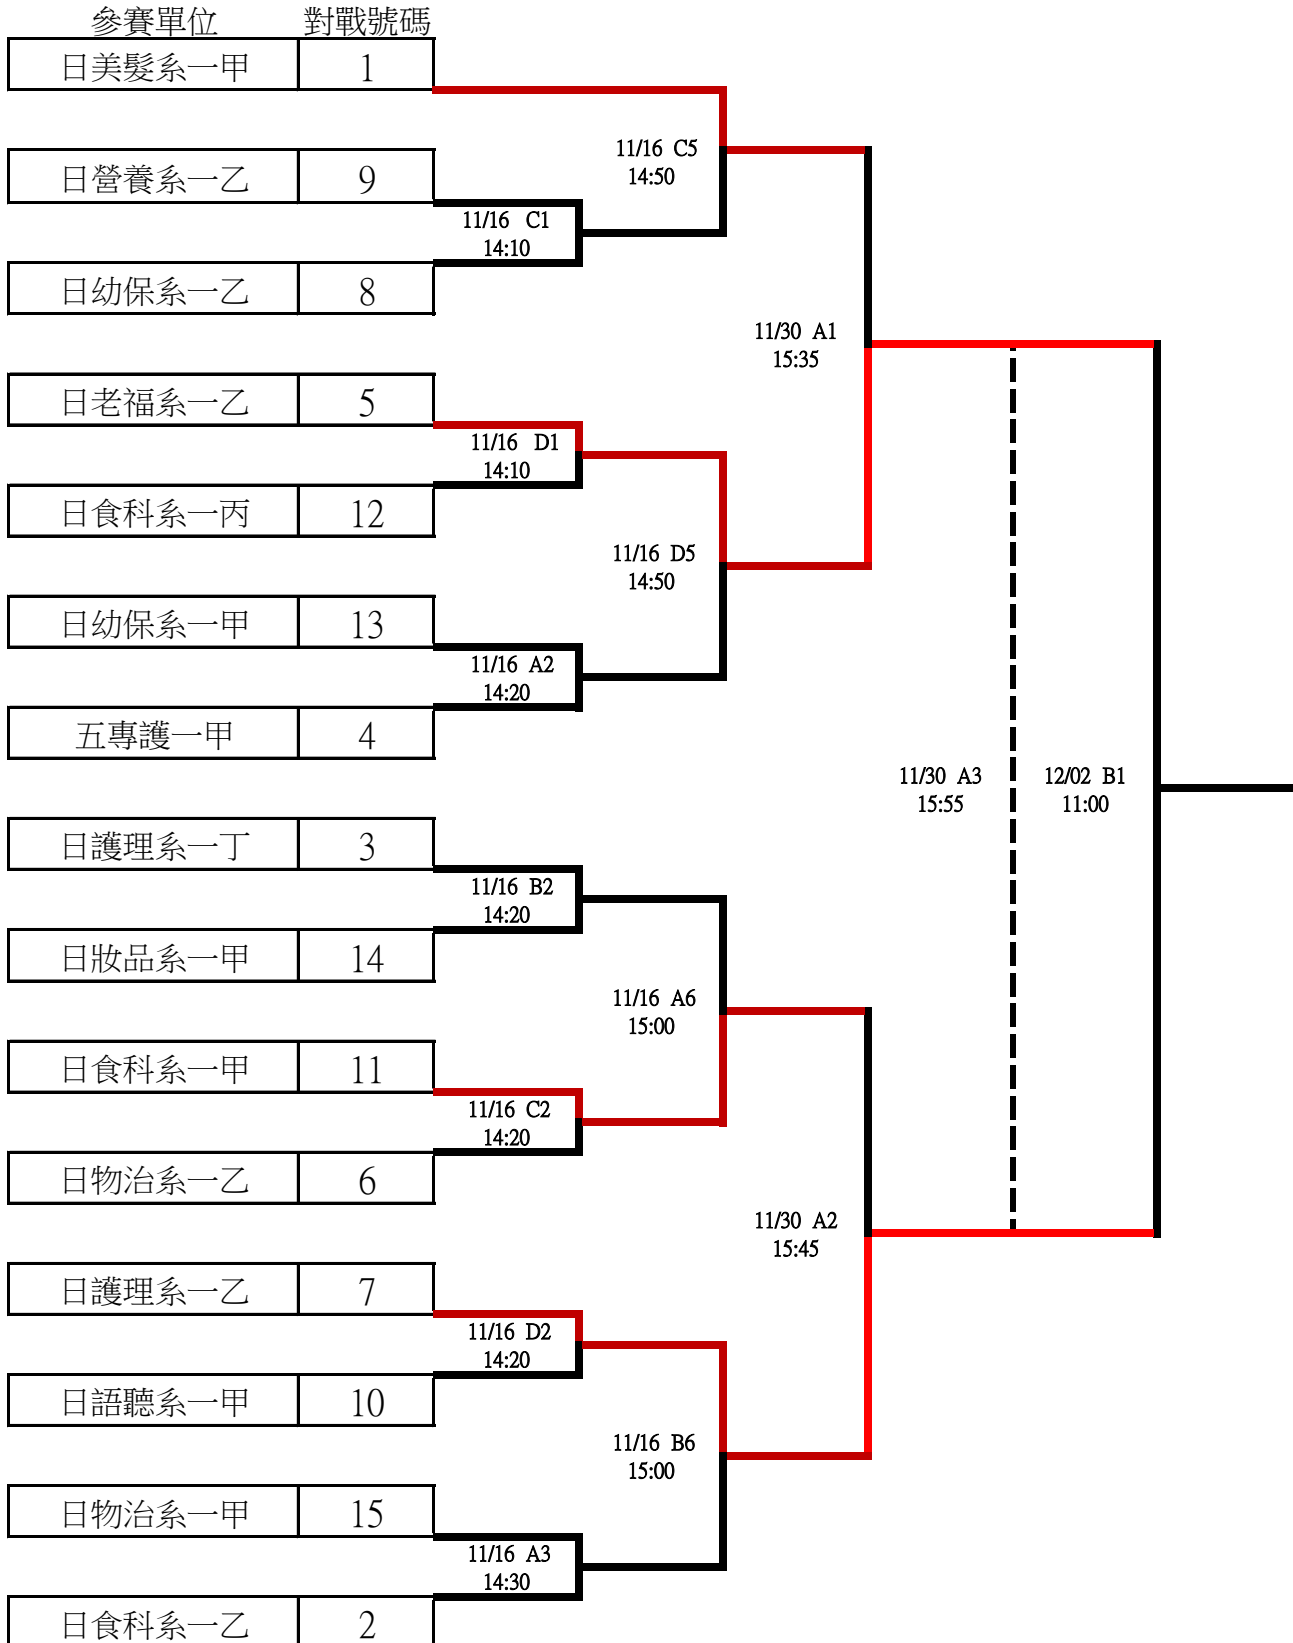 參賽單位 對戰號碼
日美髮系一甲 1
11/16 C5
14:50
日營養系一乙 9
11/16 C1
14:10
日幼保系一乙 8
11/30 A1
15:35
日老福系一乙 5
11/16 D1
14:10
日食科系一丙 12
11/16 D5
14:50
日幼保系一甲 13
11/16 A2
14:20
五專護一甲 4
11/30 A3
15:55
12/02 B1
11:00
日護理系一丁 3
11/16 B2
14:20
日妝品系一甲 14
11/16 A6
15:00
日食科系一甲 11
11/16 C2
14:20
日物治系一乙 6
11/30 A2
15:45
日護理系一乙 7
11/16 D2
14:20
日語聽系一甲 10
11/16 B6
15:00
日物治系一甲 15
11/16 A3
14:30
日食科系一乙 2